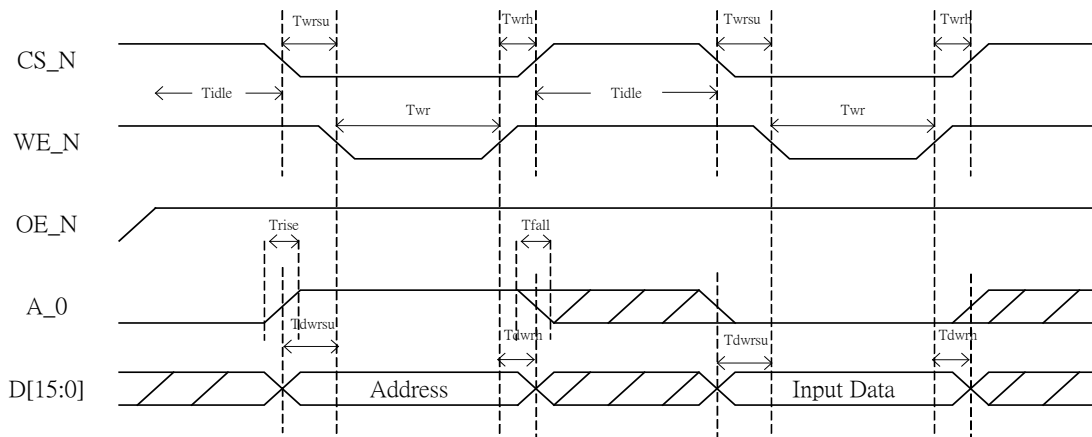 Twrsu Twrh Twrsu Twrh
CS_N
Tidle Tidle
Twr Twr
WE_N
OE_N
Trise Tfall
A_0
Tdwrsu Tdwrh Tdwrsu Tdwrh
D[15:0] Address Input Data